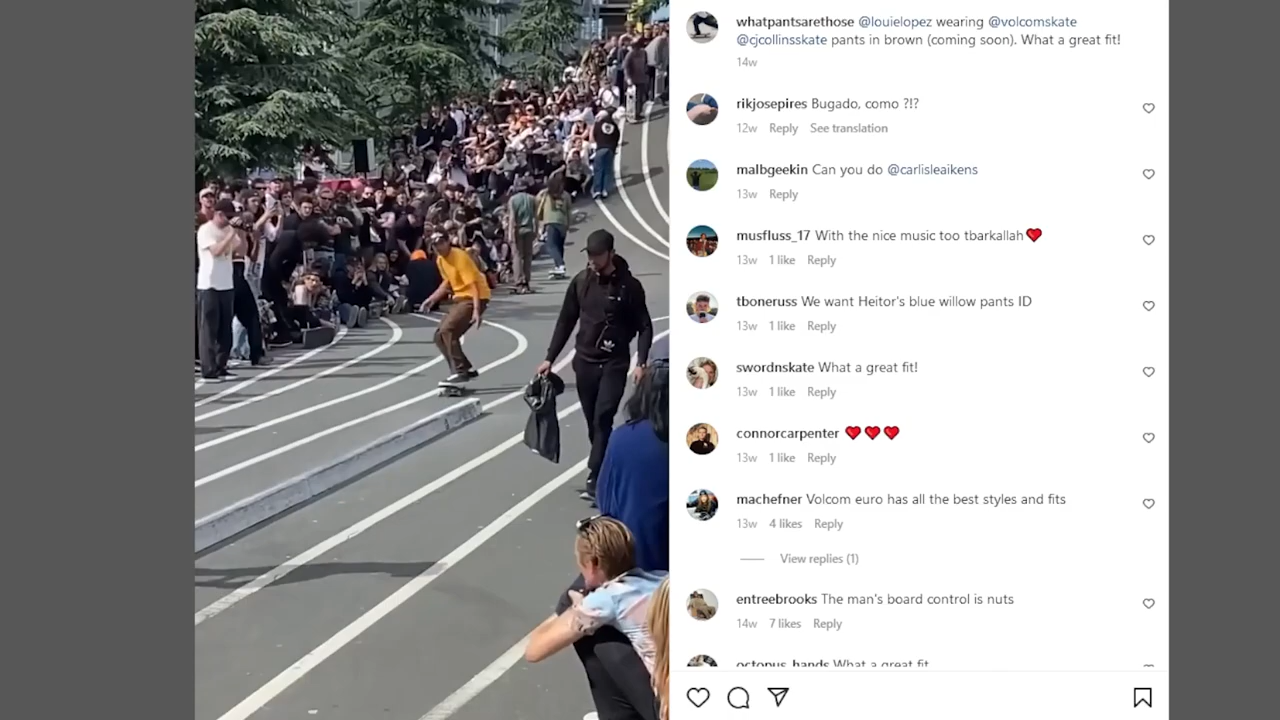 whatpantsarethose @louielopez wearing @volcomskate
@cjcollinsskate pants in brown (coming soon). What a great fit!
14w
rikjosepires Bugado, como ?!?
12w Reply See translation
malbgeekin Can you do @carlisleaikens
13w Reply
musfluss_17 With the nice music too tbarkallah❤️
13w 1 like Reply
tboneruss We want Heitor's blue willow pants ID
13w 1 like Reply
swordnskate What a great fit!
13w 1 like Reply
connorcarpenter ❤️❤️❤️
13w 1 like Reply
machefner Volcom euro has all the best styles and fits
13w 4 likes Reply
View replies (1)
entreebrooks The man's board control is nuts
14w 7 likes Reply
octopus_hands What a great fit